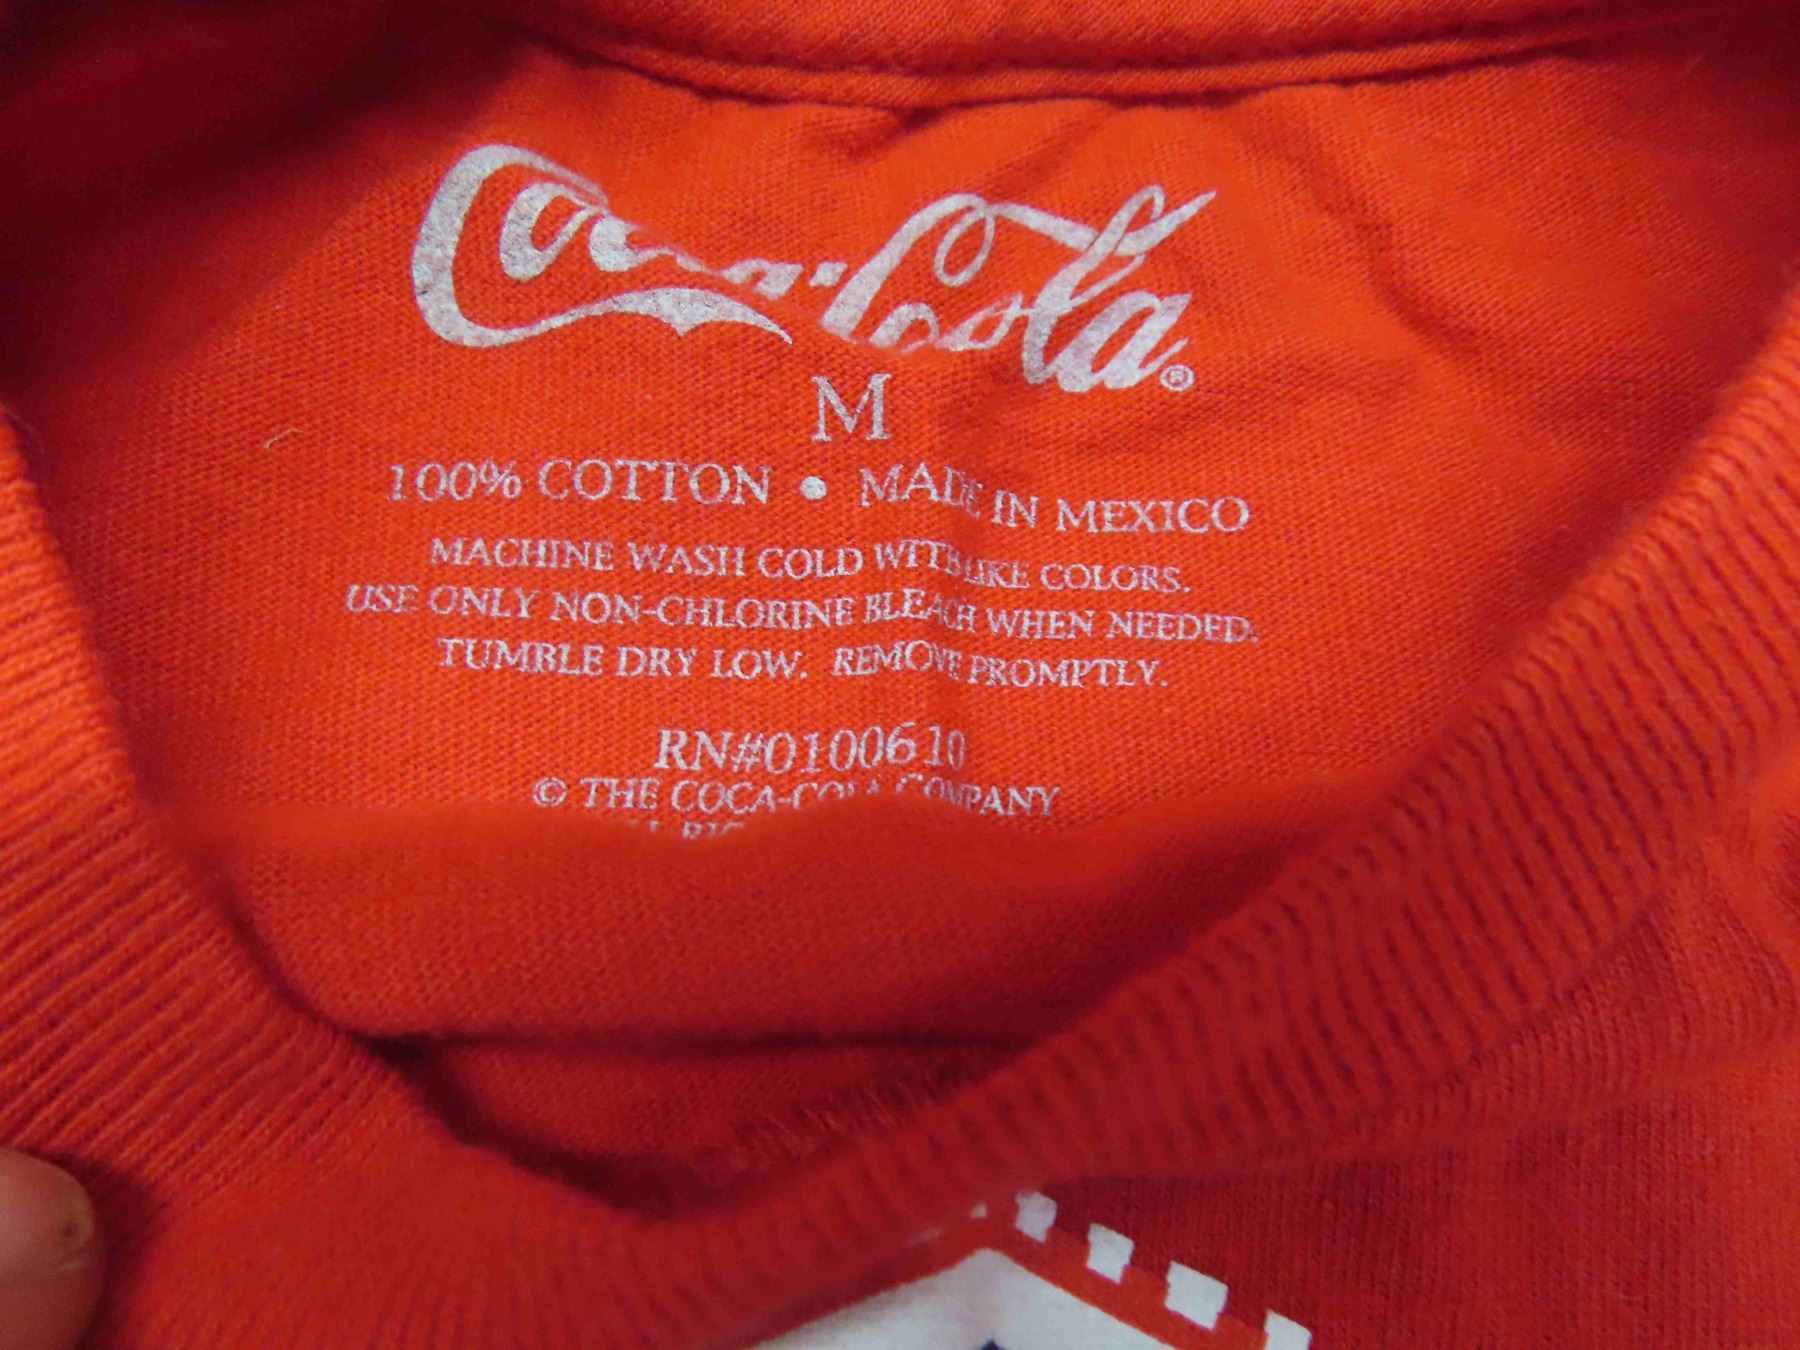 Coca-Cola®
M
100% COTTON • MADE IN MEXICO
MACHINE WASH COLD WITH LIKE COLORS.
USE ONLY NON-CHLORINE BLEACH WHEN NEEDED.
TUMBLE DRY LOW. REMOVE PROMPTLY.
RN#0100610
© THE COCA-COLA COMPANY